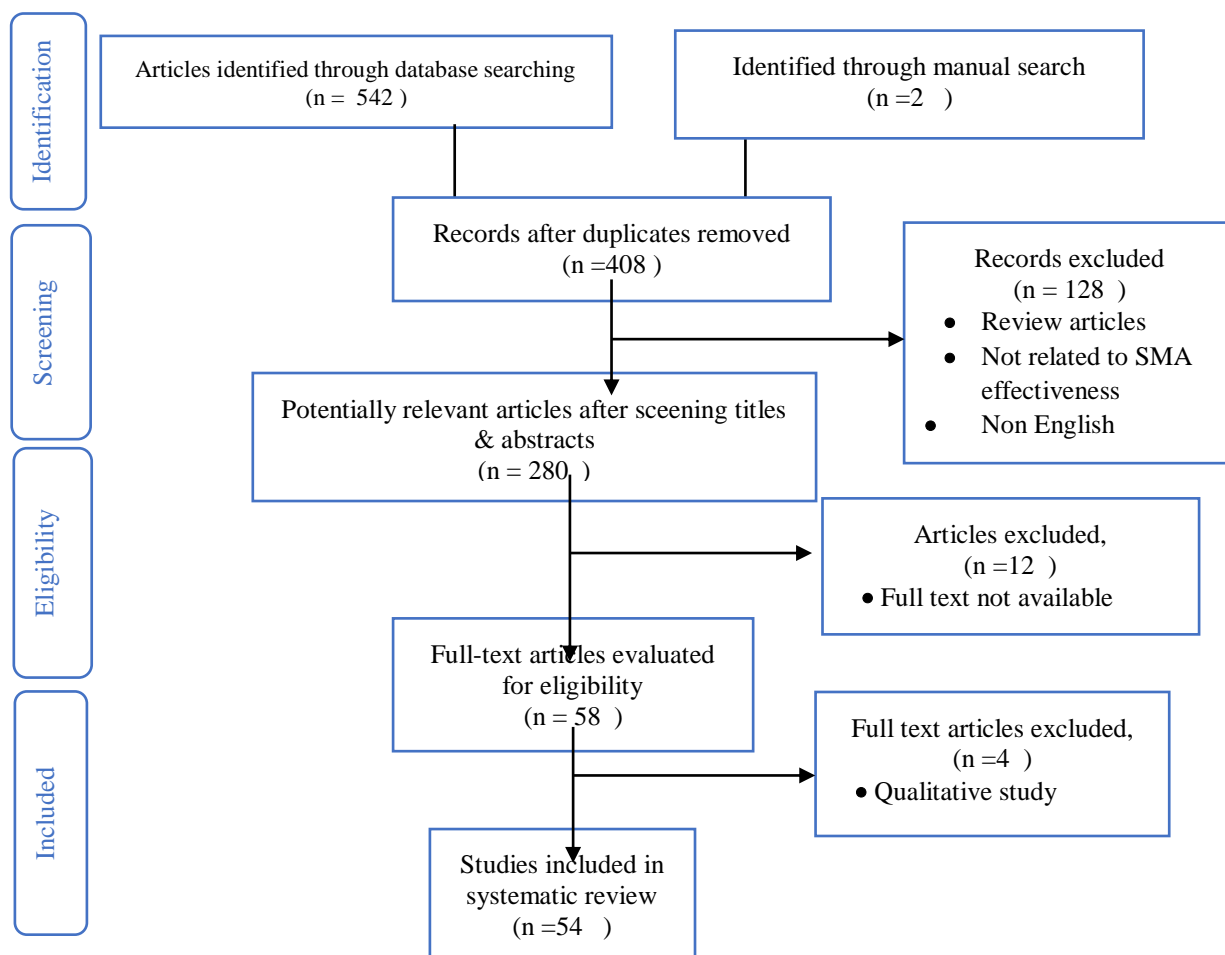 Identification
Articles identified through database searching
(n = 542 )
Identified through manual search
(n =2 )
Records after duplicates removed
(n =408 )
Screening
Records excluded
(n = 128 )
● Review articles
● Not related to SMA
effectiveness
● Non English
Potentially relevant articles after sceening titles
& abstracts
(n = 280 )
Eligibility
Articles excluded,
(n =12 )
● Full text not available
Full-text articles evaluated
for eligibility
(n = 58 )
Included
Full text articles excluded,
(n =4 )
● Qualitative study
Studies included in
systematic review
(n =54 )